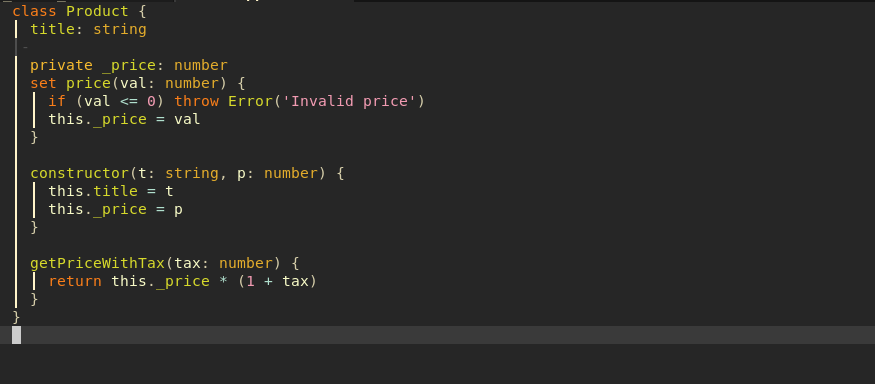 class Product {
  title: string
-
  private _price: number
  set price(val: number) {
    if (val <= 0) throw Error('Invalid price')
    this._price = val
  }

  constructor(t: string, p: number) {
    this.title = t
    this._price = p
  }

  getPriceWithTax(tax: number) {
    return this._price * (1 + tax)
  }
}